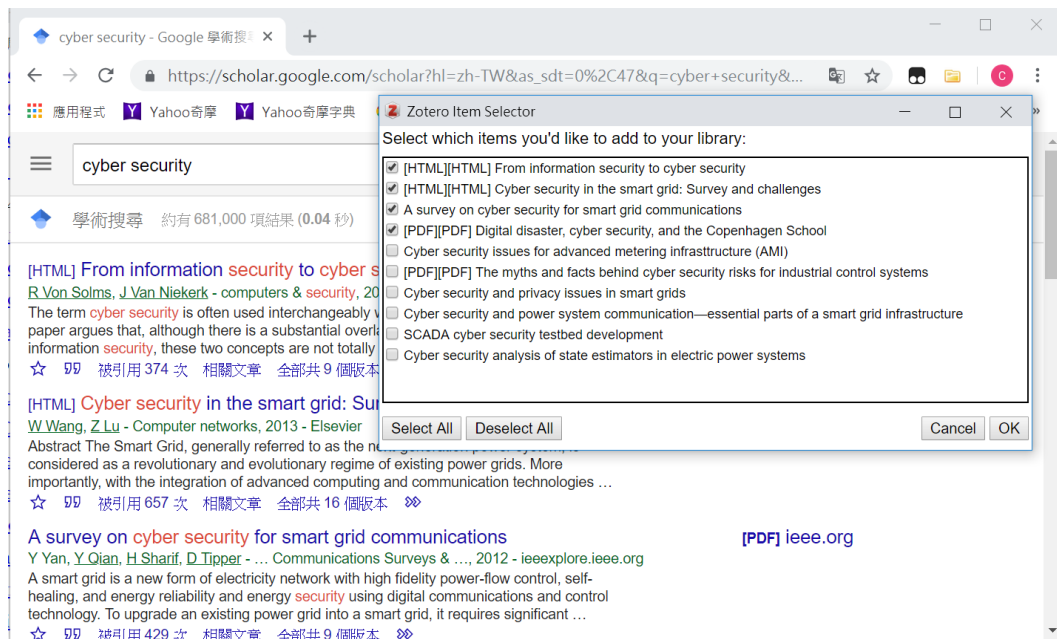 cyber security - Google 學術搜
https://scholar.google.com/scholar?hl=zh-TW&as_sdt=0%2C47&q=cyber+security&...
C
應用程式 Yahoo奇摩 Yahoo奇摩字典
Zotero Item Selector
Select which items you'd like to add to your library:
[HTML][HTML] From information security to cyber security
[HTML][HTML] Cyber security in the smart grid: Survey and challenges
A survey on cyber security for smart grid communications
[PDF][PDF] Digital disaster, cyber security, and the Copenhagen School
Cyber security issues for advanced metering infrasttructure (AMI)
[PDF][PDF] The myths and facts behind cyber security risks for industrial control systems
Cyber security and privacy issues in smart grids
Cyber security and power system communication—essential parts of a smart grid infrastructure
SCADA cyber security testbed development
Cyber security analysis of state estimators in electric power systems
Select All Deselect All Cancel OK
cyber security
學術搜尋 約有 681,000 項結果 (0.04 秒)
[HTML] From information security to cyber s
R Von Solms, J Van Niekerk - computers & security, 20
The term cyber security is often used interchangeably
paper argues that, although there is a substantial overla
information security, these two concepts are not totally
被引用 374 次 相關文章 全部共 9 個版本
[HTML] Cyber security in the smart grid: Sur
W Wang, Z Lu - Computer networks, 2013 - Elsevier
Abstract The Smart Grid, generally referred to as the
considered as a revolutionary and evolutionary regime of existing power grids. More
importantly, with the integration of advanced computing and communication technologies …
被引用 657 次 相關文章 全部共 16 個版本
A survey on cyber security for smart grid communications
[PDF] ieee.org
Y Yan, Y Qian, H Sharif, D Tipper - … Communications Surveys & …, 2012 - ieeexplore.ieee.org
A smart grid is a new form of electricity network with high fidelity power-flow control, self-
healing, and energy reliability and energy security using digital communications and control
technology. To upgrade an existing power grid into a smart grid, it requires significant …
被引用 429 次 相關文章 全部共 9 個版本